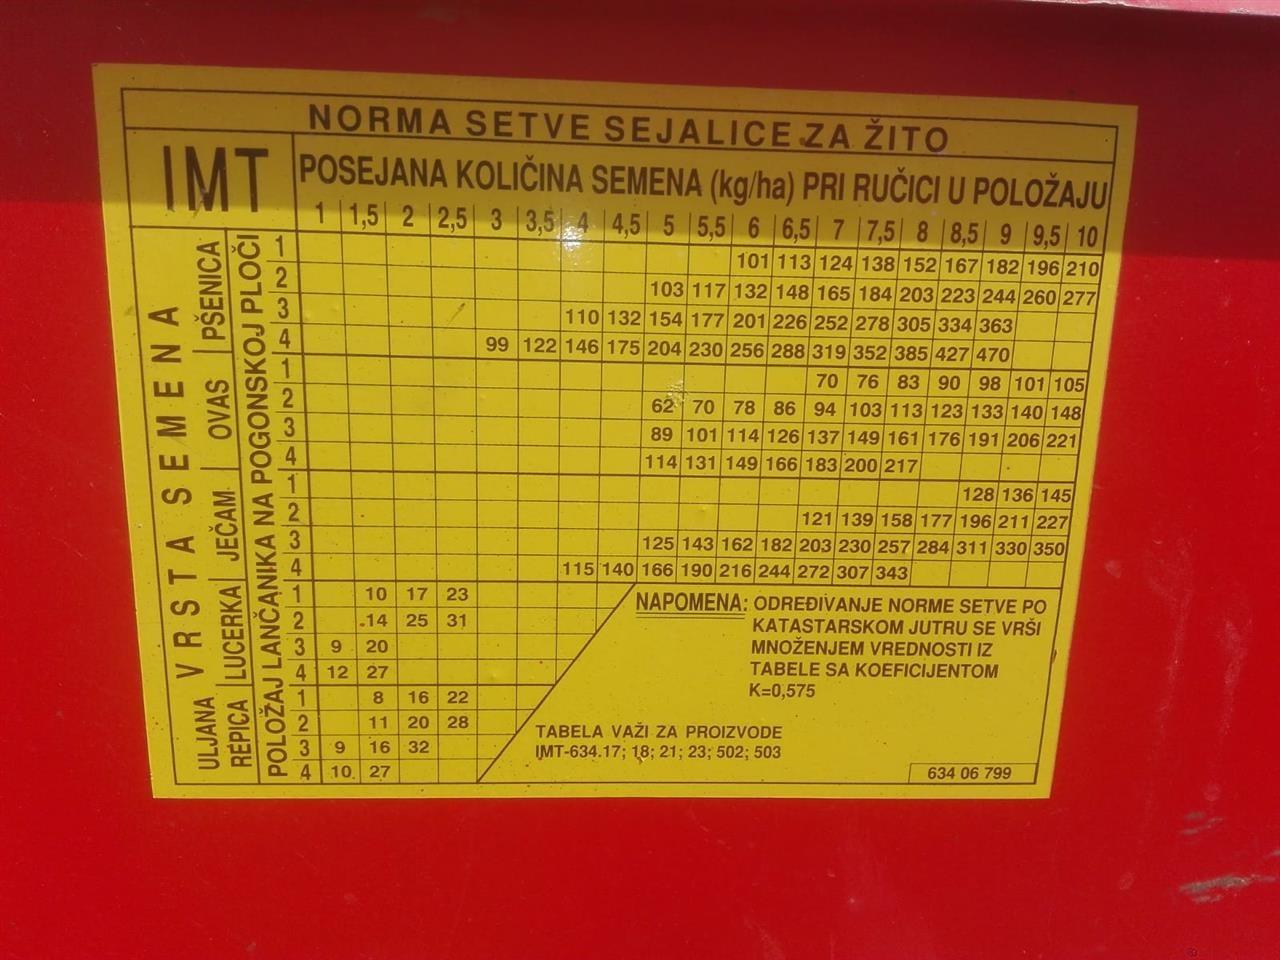 NORMA SETVE SEJALICE ZA ŽITO
IMT
POSEJANA KOLIČINA SEMENA (kg/ha) PRI RUČICI U POLOŽAJU
1 1,5 2 2,5 3 3,5 4 4,5 5 5,5 6 6,5 7 7,5 8 8,5 9 9,5 10
VRSTA SEMENA
POLOŽAJ LANČANIKA NA POGONSKOJ PLOČI
PŠENICA
1 101 113 124 138 152 167 182 196 210
2 103 117 132 148 165 184 203 223 244 260 277
3 110 132 154 177 201 226 252 278 305 334 363
4 99 122 146 175 204 230 256 288 319 352 385 427 470
OVAS
1 70 76 83 90 98 101 105
2 62 70 78 86 94 103 113 123 133 140 148
3 89 101 114 126 137 149 161 176 191 206 221
4 114 131 149 166 183 200 217
JEČAM
1 128 136 145
2 121 139 158 177 196 211 227
3 125 143 162 182 203 230 257 284 311 330 350
4 115 140 166 190 216 244 272 307 343
LUCERKA
1 10 17 23
2 14 25 31
3 9 20
4 12 27
ULJANA
REPICA
1 8 16 22
2 11 20 28
3 9 16 32
4 10 27
NAPOMENA: ODREĐIVANJE NORME SETVE PO
KATASTARSKOM JUTRU SE VRŠI
MNOŽENJEM VREDNOSTI IZ
TABELE SA KOEFICIJENTOM
K=0,575
TABELA VAŽI ZA PROIZVODE
IMT-634.17; 18; 21; 23; 502; 503
634 06 799